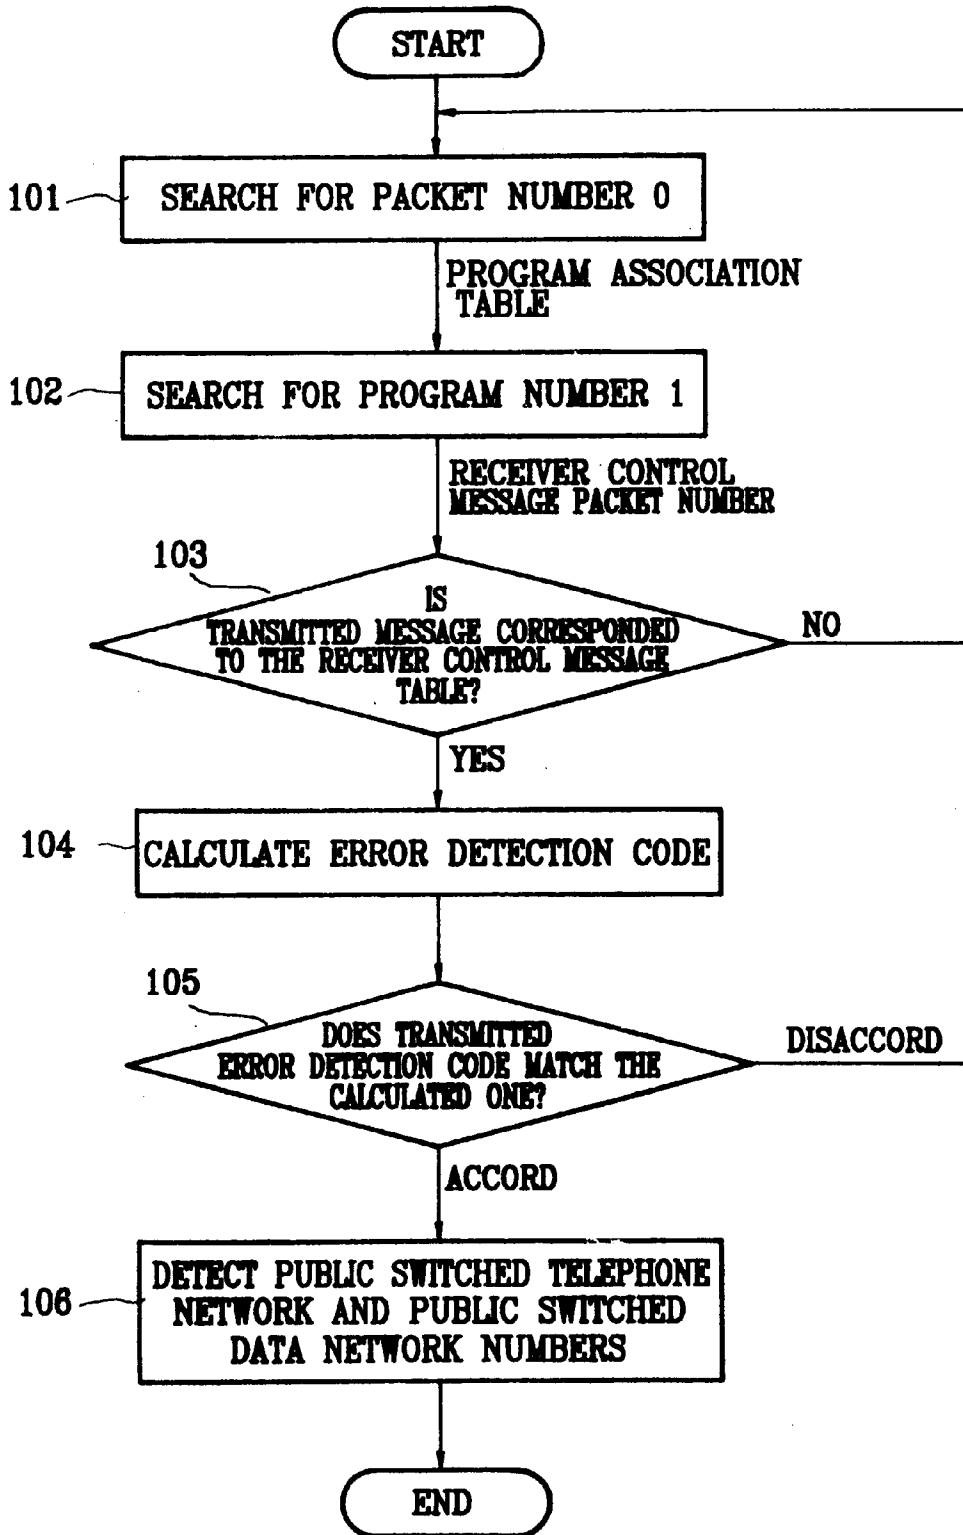 START
101
SEARCH FOR PACKET NUMBER 0
PROGRAM ASSOCIATION
TABLE
102
SEARCH FOR PROGRAM NUMBER 1
RECEIVER CONTROL
MESSAGE PACKET NUMBER
103
IS
TRANSMITTED MESSAGE CORRESPONDED
TO THE RECEIVER CONTROL MESSAGE
TABLE?
NO
YES
104
CALCULATE ERROR DETECTION CODE
105
DOES TRANSMITTED
ERROR DETECTION CODE MATCH THE
CALCULATED ONE?
DISACCORD
ACCORD
106
DETECT PUBLIC SWITCHED TELEPHONE
NETWORK AND PUBLIC SWITCHED
DATA NETWORK NUMBERS
END